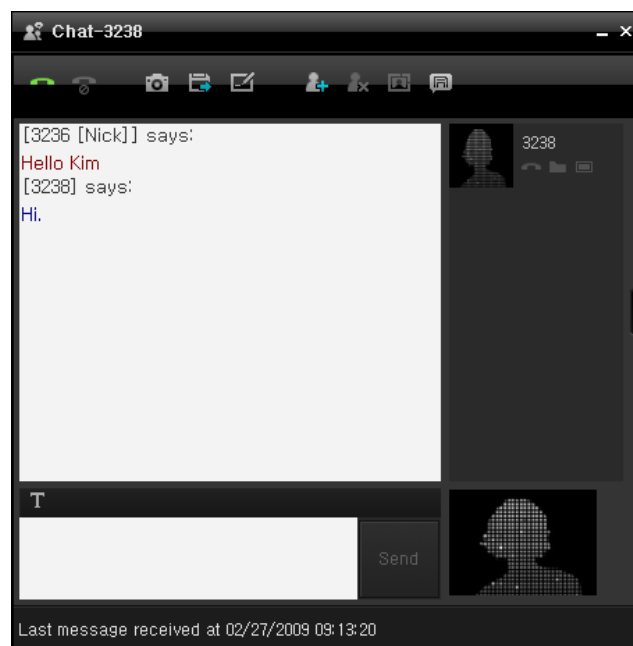 Chat-3238
[3236 [Nick]] says:
Hello Kim
[3238] says:
Hi.
3238
T
Send
Last message received at 02/27/2009 09:13:20